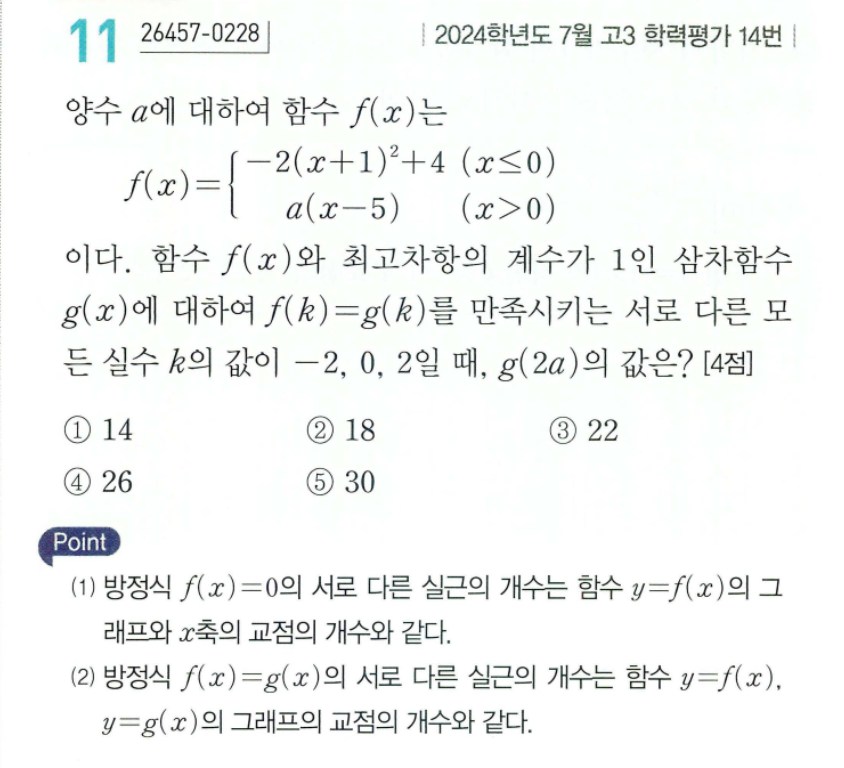 11 26457-0228 | 2024학년도 7월 고3 학력평가 14번 |
양수 a에 대하여 함수 f(x)는
f(x)={ -2(x+1)²+4 (x≤0)
a(x-5) (x>0)
이다. 함수 f(x)와 최고차항의 계수가 1인 삼차함수
g(x)에 대하여 f(k)=g(k)를 만족시키는 서로 다른 모
든 실수 k의 값이 -2, 0, 2일 때, g(2a)의 값은? [4점]
① 14 ② 18 ③ 22
④ 26 ⑤ 30
Point
(1) 방정식 f(x)=0의 서로 다른 실근의 개수는 함수 y=f(x)의 그
래프와 x축의 교점의 개수와 같다.
(2) 방정식 f(x)=g(x)의 서로 다른 실근의 개수는 함수 y=f(x),
y=g(x)의 그래프의 교점의 개수와 같다.